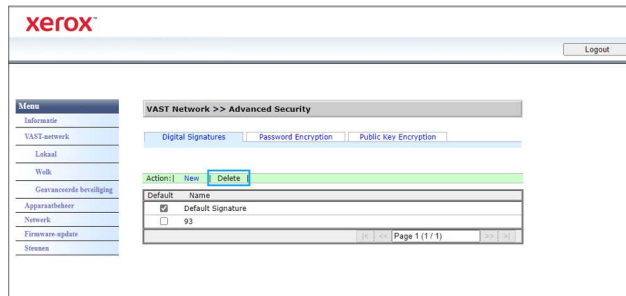 xerox™
Logout
Menu
Informatie
VAST-netwerk
Lokaal
Wolk
Geavanceerde beveiliging
Apparaatbeheer
Netwerk
Firmware-update
Steunen
VAST Network >> Advanced Security
Digital Signatures Password Encryption Public Key Encryption
Action:| New | Delete |
Default Name
Default Signature
93
|< << Page 1 (1 / 1) >> >|